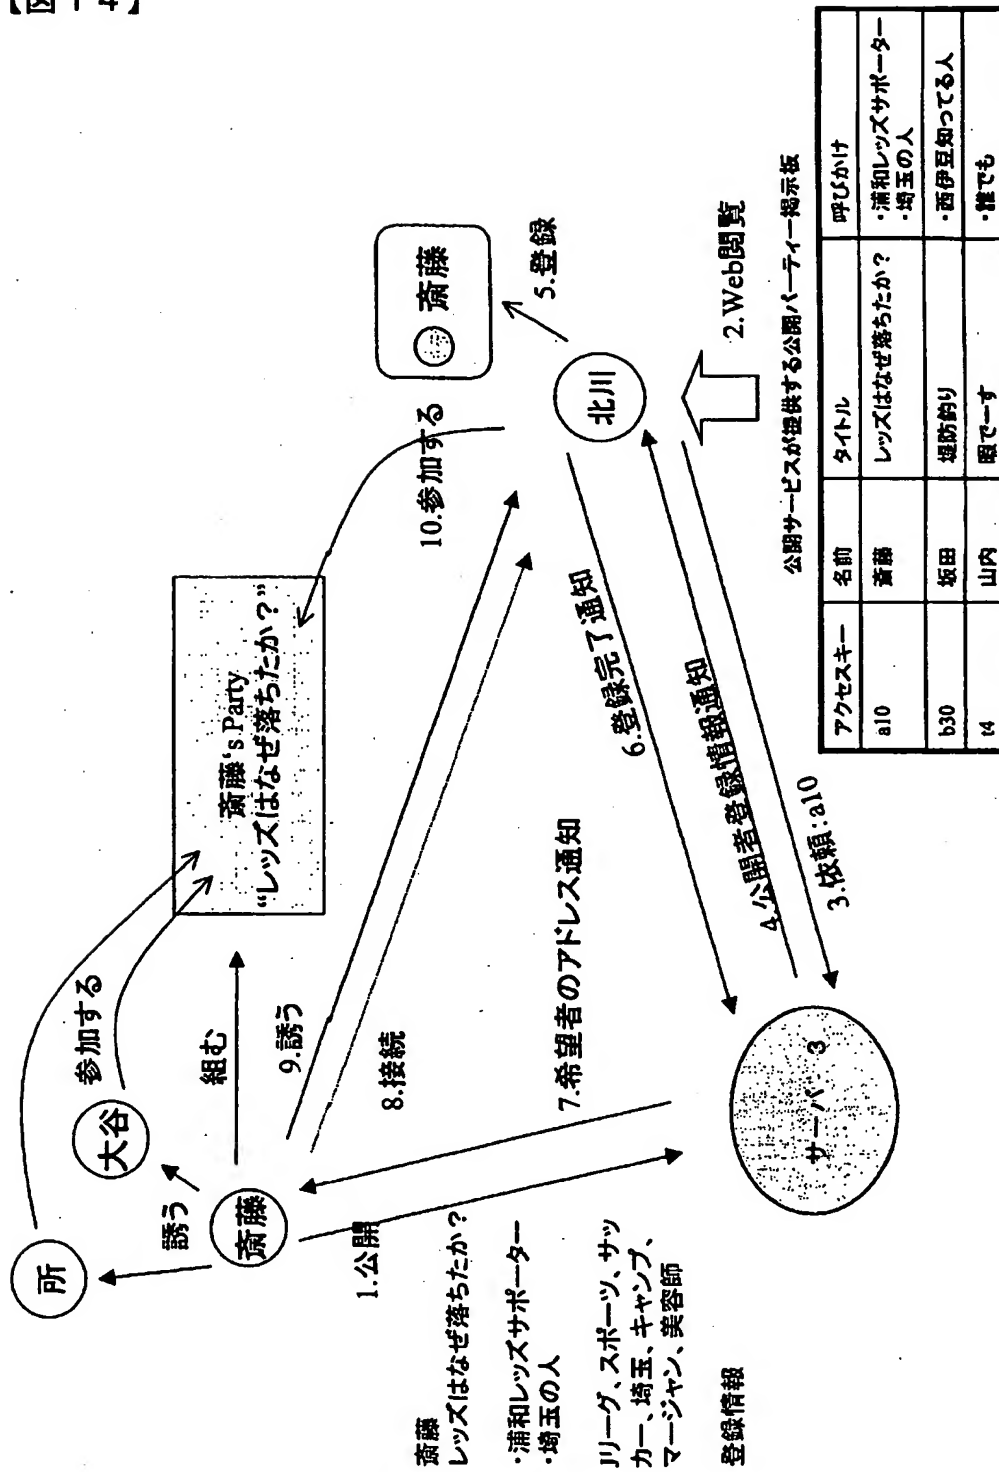 【図－4】
所
大谷
参加する
誘う
斎藤
組む
斎藤's Party
“レッズはなぜ落ちたか？”
9.誘う
8.接続
10.参加する
斎藤
5.登録
北川
2.Web閲覧
1.公開
7.希望者のアドレス通知
6.登録完了通知
4.公開者登録情報通知
3.依頼:a10
サーバ 3
斎藤
レッズはなぜ落ちたか？
・浦和レッズサポーター
・埼玉の人
Jリーグ、スポーツ、サッ
カー、埼玉、キャンプ、
マージャン、美容師
登録情報
公開サービスが提供する公開パーティー掲示板
アクセスキー 名前 タイトル 呼びかけ
a10 斎藤 レッズはなぜ落ちたか？ ・浦和レッズサポーター
・埼玉の人
b30 坂田 堤防釣り ・西伊豆知ってる人
t4 山内 暇でーす ・誰でも